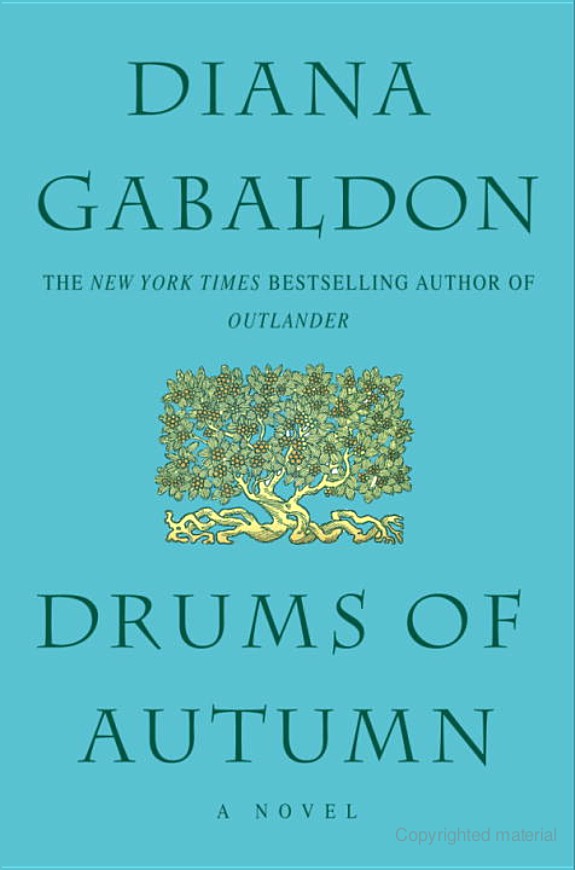 DIANA
GABALDON
THE NEW YORK TIMES BESTSELLING AUTHOR OF
OUTLANDER
DRUMS OF
AUTUMN
A NOVEL
Copyrighted material